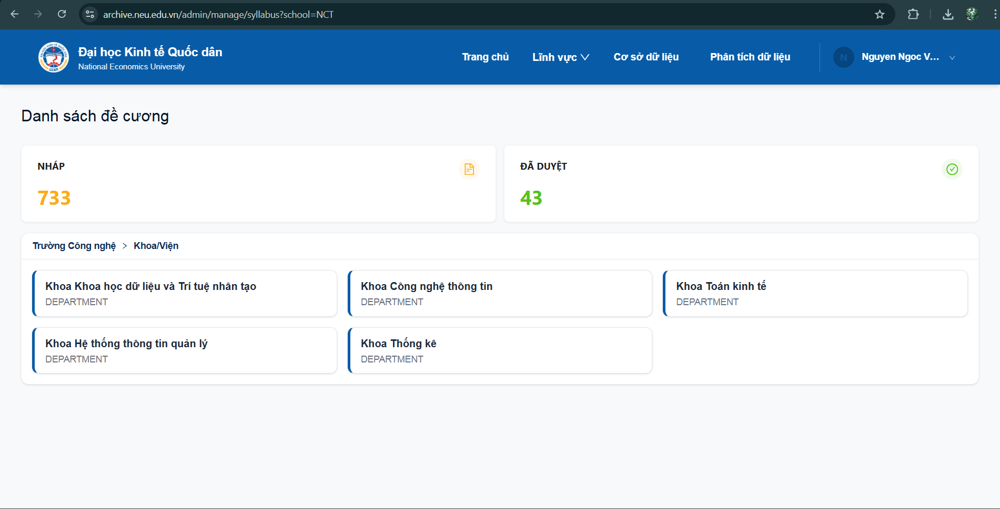 archive.neu.edu.vn/admin/manage/syllabus?school=NCT
Đại học Kinh tế Quốc dân
National Economics University
Trang chủ
Lĩnh vực
Cơ sở dữ liệu
Phân tích dữ liệu
N
Nguyen Ngoc V...
Danh sách đề cương
NHÁP
733
ĐÃ DUYỆT
43
Trường Công nghệ > Khoa/Viện
Khoa Khoa học dữ liệu và Trí tuệ nhân tạo
DEPARTMENT
Khoa Công nghệ thông tin
DEPARTMENT
Khoa Toán kinh tế
DEPARTMENT
Khoa Hệ thống thông tin quản lý
DEPARTMENT
Khoa Thống kê
DEPARTMENT